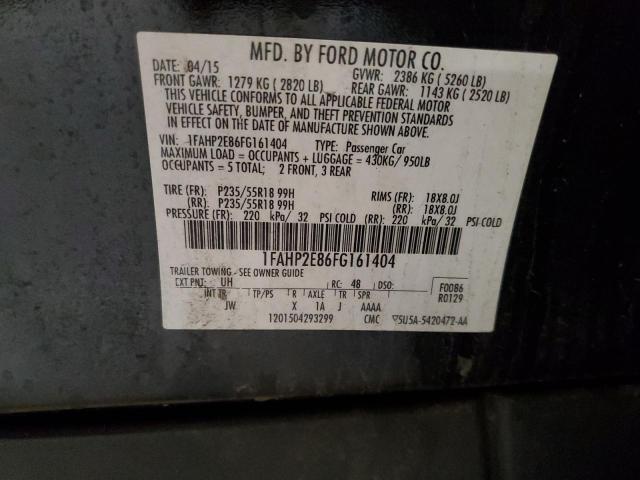 MFD. BY FORD MOTOR CO.
DATE: 04/15 GVWR: 2386 KG ( 5260 LB)
FRONT GAWR: 1279 KG ( 2820 LB) REAR GAWR: 1143 KG ( 2520 LB)
THIS VEHICLE CONFORMS TO ALL APPLICABLE FEDERAL MOTOR
VEHICLE SAFETY, BUMPER, AND THEFT PREVENTION STANDARDS
IN EFFECT ON THE DATE OF MANUFACTURE SHOWN ABOVE.
VIN: 1FAHP2E86FG161404 TYPE: Passenger Car
MAXIMUM LOAD = OCCUPANTS + LUGGAGE = 430KG/ 950LB
OCCUPANTS = 5 TOTAL; 2 FRONT, 3 REAR
TIRE (FR): P235/55R18 99H RIMS (FR): 18X8.0J
(RR): P235/55R18 99H (RR): 18X8.0J
PRESSURE (FR): 220 kPa/ 32 PSI COLD (RR): 220 kPa/ 32 PSI COLD
1FAHP2E86FG161404
TRAILER TOWING - SEE OWNER GUIDE
EXT PNT: UH RC: 48 DSO: F0086
INT TR TP/PS R AXLE TR SPR R0129
JW X 1A J AAAA
1201504293299 CMC 5U5A-5420472-AA